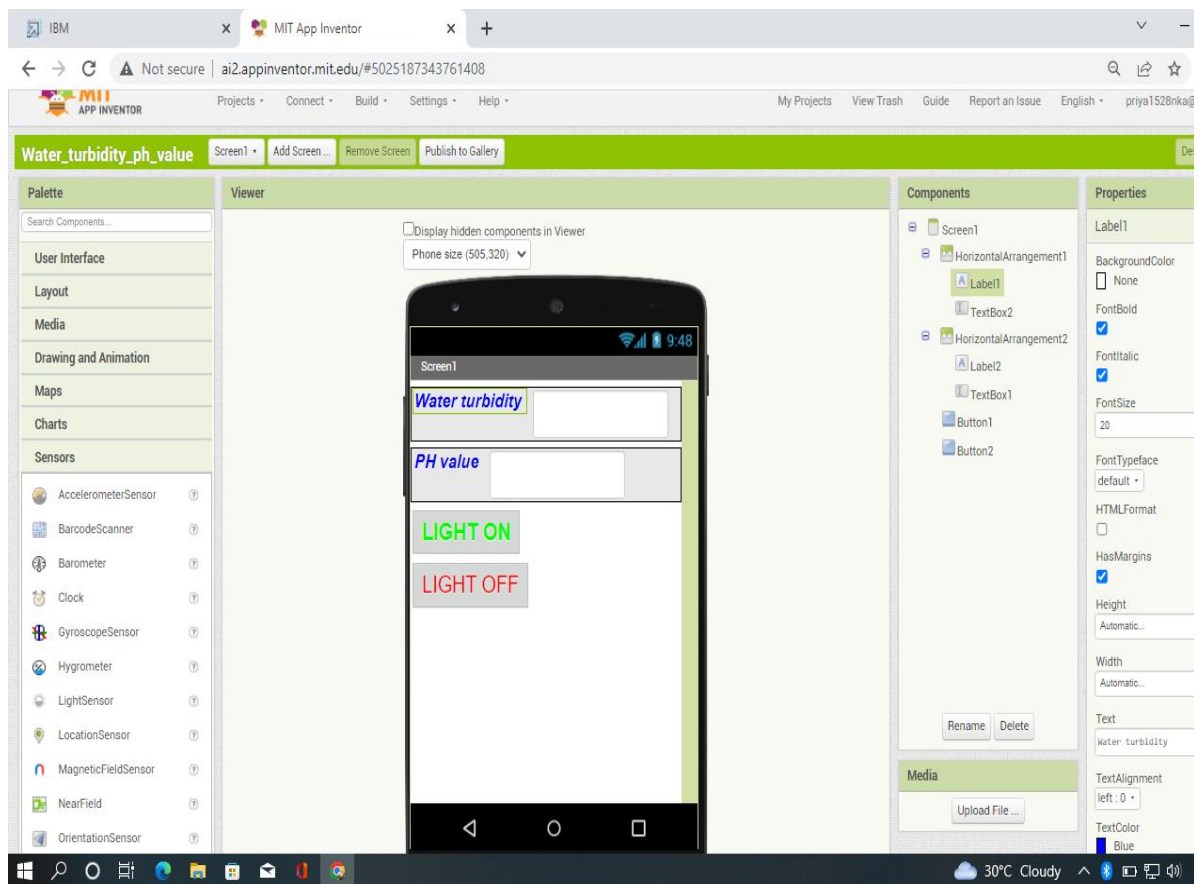 IBM
MIT App Inventor
Not secure | ai2.appinventor.mit.edu/#5025187343761408
MIT
APP INVENTOR
Projects
Connect
Build
Settings
Help
My Projects
View Trash
Guide
Report an Issue
English
priya1528nka@
Water_turbidity_ph_value
Screen1
Add Screen ...
Remove Screen
Publish to Gallery
Palette
Search Components...
User Interface
Layout
Media
Drawing and Animation
Maps
Charts
Sensors
AccelerometerSensor
BarcodeScanner
Barometer
Clock
GyroscopeSensor
Hygrometer
LightSensor
LocationSensor
MagneticFieldSensor
NearField
OrientationSensor
Viewer
Display hidden components in Viewer
Phone size (505,320)
9:48
Screen1
Water turbidity
PH value
LIGHT ON
LIGHT OFF
Components
Screen1
HorizontalArrangement1
Label1
TextBox2
HorizontalArrangement2
Label2
TextBox1
Button1
Button2
Rename
Delete
Media
Upload File ...
Properties
Label1
BackgroundColor
None
FontBold
FontItalic
FontSize
20
FontTypeface
default
HTMLFormat
HasMargins
Height
Automatic...
Width
Automatic...
Text
Water turbidity
TextAlignment
left : 0
TextColor
Blue
30°C Cloudy